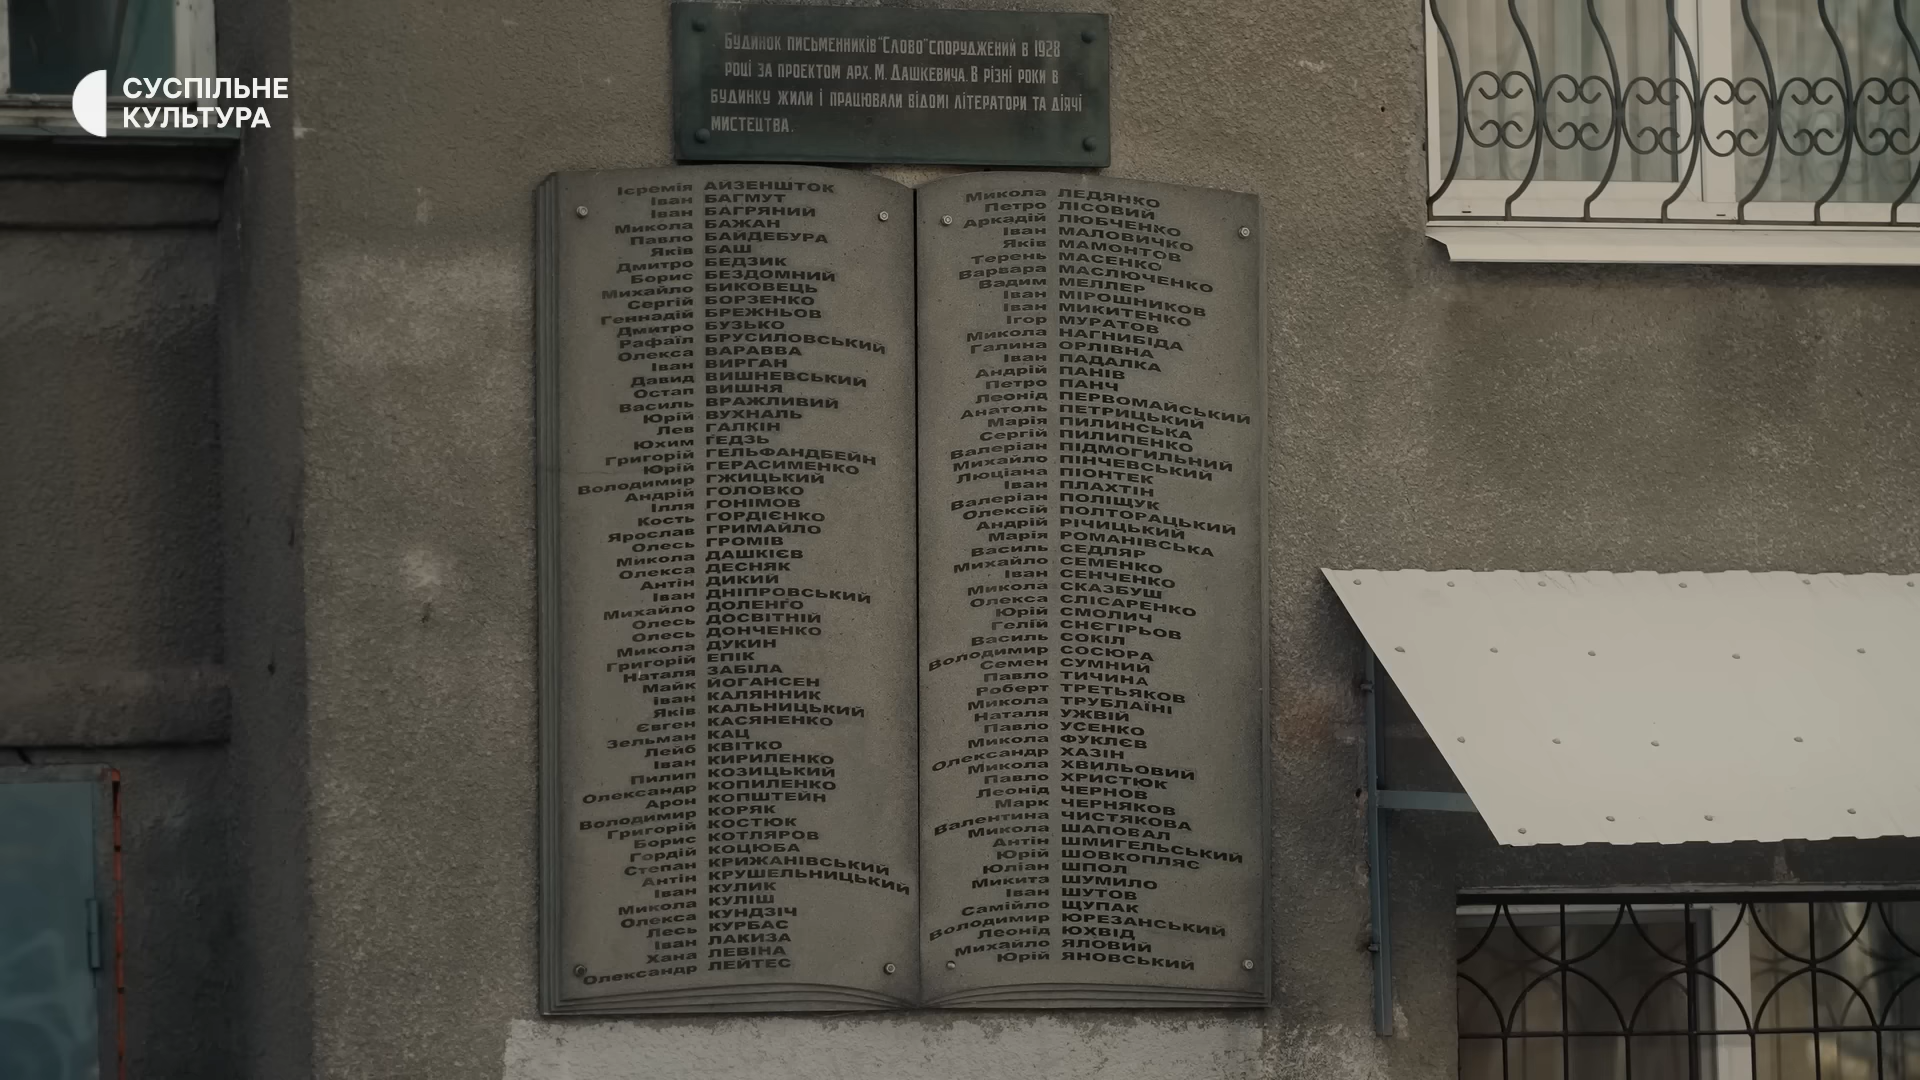 СУСПІЛЬНЕ
КУЛЬТУРА
Будинок письменників "Слово" споруджений в 1928
році за проектом арх. М. Дашкевича. В різні роки в
будинку жили і працювали відомі літератори та діячі
мистецтва.
Ієремія АЙЗЕНШТОК
Іван БАГМУТ
Іван БАГРЯНИЙ
Микола БАЖАН
Павло БАЙДЕБУРА
Яків БАШ
Дмитро БЕДЗИК
Борис БЕЗДОМНИЙ
Михайло БИКОВЕЦЬ
Сергій БОРЗЕНКО
Геннадій БРЕЖНЬОВ
Дмитро БУЗЬКО
Рафаїл БРУСИЛОВСЬКИЙ
Олекса ВАРАВВА
Іван ВИРГАН
Давид ВИШНЕВСЬКИЙ
Остап ВИШНЯ
Василь ВРАЖЛИВИЙ
Юрій ВУХНАЛЬ
Лев ГАЛКІН
Юхим ҐЕДЗЬ
Григорій ГЕЛЬФАНДБЕЙН
Юрій ГЕРАСИМЕНКО
Володимир ГЖИЦЬКИЙ
Андрій ГОЛОВКО
Ілля ГОНІМОВ
Кость ГОРДІЄНКО
Ярослав ГРИМАЙЛО
Олесь ГРОМІВ
Микола ДАШКІЄВ
Олекса ДЕСНЯК
Антін ДИКИЙ
Іван ДНІПРОВСЬКИЙ
Михайло ДОЛЕНҐО
Олесь ДОСВІТНІЙ
Олесь ДОНЧЕНКО
Микола ДУКИН
Григорій ЕПІК
Наталя ЗАБІЛА
Майк ЙОГАНСЕН
Іван КАЛЯННИК
Яків КАЛЬНИЦЬКИЙ
Євген КАСЯНЕНКО
Зельман КАЦ
Лейб КВІТКО
Іван КИРИЛЕНКО
Пилип КОЗИЦЬКИЙ
Олександр КОПИЛЕНКО
Арон КОПШТЕЙН
Володимир КОРЯК
Григорій КОСТЮК
Борис КОТЛЯРОВ
Гордій КОЦЮБА
Степан КРИЖАНІВСЬКИЙ
Антін КРУШЕЛЬНИЦЬКИЙ
Іван КУЛИК
Микола КУЛІШ
Олекса КУНДЗІЧ
Лесь КУРБАС
Іван ЛАКИЗА
Хана ЛЕВІНА
Олександр ЛЕЙТЕС
Микола ЛЕДЯНКО
Петро ЛІСОВИЙ
Аркадій ЛЮБЧЕНКО
Іван МАЛОВИЧКО
Яків МАМОНТОВ
Терень МАСЕНКО
Варвара МАСЛЮЧЕНКО
Вадим МЕЛЛЕР
Іван МІРОШНИКОВ
Іван МИКИТЕНКО
Ігор МУРАТОВ
Микола НАГНИБІДА
Галина ОРЛІВНА
Іван ПАДАЛКА
Андрій ПАНІВ
Петро ПАНЧ
Леонід ПЕРВОМАЙСЬКИЙ
Анатоль ПЕТРИЦЬКИЙ
Марія ПИЛИНСЬКА
Сергій ПИЛИПЕНКО
Валеріан ПІДМОГИЛЬНИЙ
Михайло ПІНЧЕВСЬКИЙ
Люціана ПІОНТЕК
Іван ПЛАХТІН
Валеріан ПОЛІЩУК
Олексій ПОЛТОРАЦЬКИЙ
Андрій РІЧИЦЬКИЙ
Марія РОМАНІВСЬКА
Василь СЕДЛЯР
Михайло СЕМЕНКО
Іван СЕНЧЕНКО
Микола СКАЗБУШ
Олекса СЛІСАРЕНКО
Юрій СМОЛИЧ
Гелій СНЄГІРЬОВ
Василь СОКІЛ
Володимир СОСЮРА
Семен СУМНИЙ
Павло ТИЧИНА
Роберт ТРЕТЬЯКОВ
Микола ТРУБЛАЇНІ
Наталя УЖВІЙ
Павло УСЕНКО
Микола ФУКЛЄВ
Олександр ХАЗІН
Микола ХВИЛЬОВИЙ
Павло ХРИСТЮК
Леонід ЧЕРНОВ
Марк ЧЕРНЯКОВ
Валентина ЧИСТЯКОВА
Микола ШАПОВАЛ
Антін ШМИГЕЛЬСЬКИЙ
Юрій ШОВКОПЛЯС
Юліан ШПОЛ
Микита ШУМИЛО
Іван ШУТОВ
Самійло ЩУПАК
Володимир ЮРЕЗАНСЬКИЙ
Леонід ЮХВІД
Михайло ЯЛОВИЙ
Юрій ЯНОВСЬКИЙ